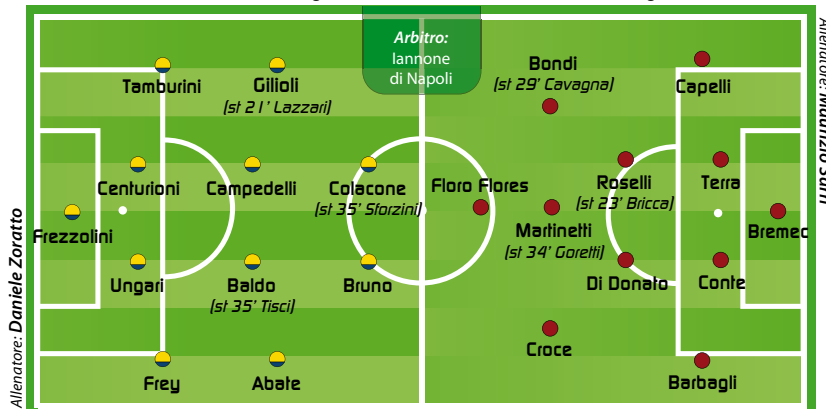 Arbitro:
Iannone
di Napoli
Allenatore: Daniele Zoratto
Frezzolini
Tamburini
Centurioni
Ungari
Frey
Gilioli
(st 21' Lazzari)
Campedelli
Baldo
(st 35' Tisci)
Abate
Colacone
(st 35' Sforzini)
Bruno
Floro Flores
Bondi
(st 29' Cavagna)
Martinetti
(st 34' Goretti)
Croce
Roselli
(st 23' Bricca)
Di Donato
Capelli
Terra
Conte
Barbagli
Bremec
Allenatore: Maurizio Sarri